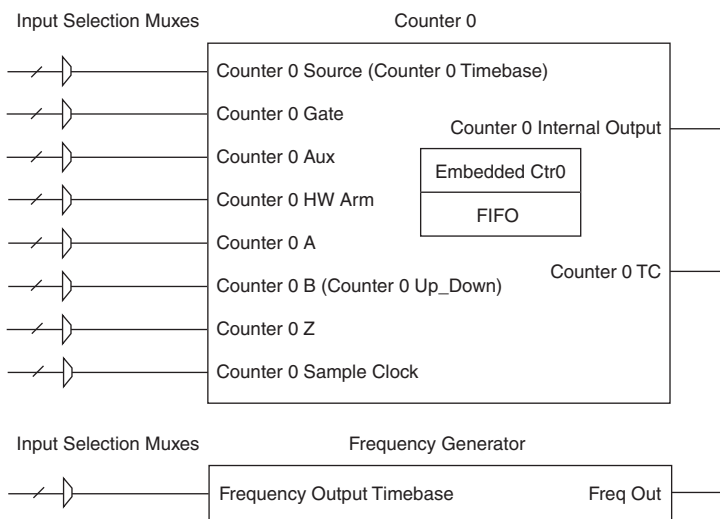 Input Selection Muxes
Counter 0
Counter 0 Source (Counter 0 Timebase)
Counter 0 Gate
Counter 0 Internal Output
Counter 0 Aux
Embedded Ctr0
Counter 0 HW Arm
FIFO
Counter 0 A
Counter 0 B (Counter 0 Up_Down)
Counter 0 TC
Counter 0 Z
Counter 0 Sample Clock
Input Selection Muxes
Frequency Generator
Frequency Output Timebase
Freq Out